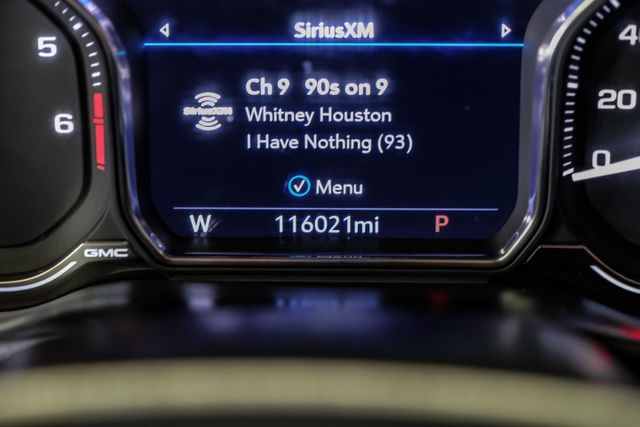 SiriusXM
Ch 9 90s on 9
SiriusXM
Whitney Houston
I Have Nothing (93)
Menu
W 116021mi P
5
6
GMC
40
20
0